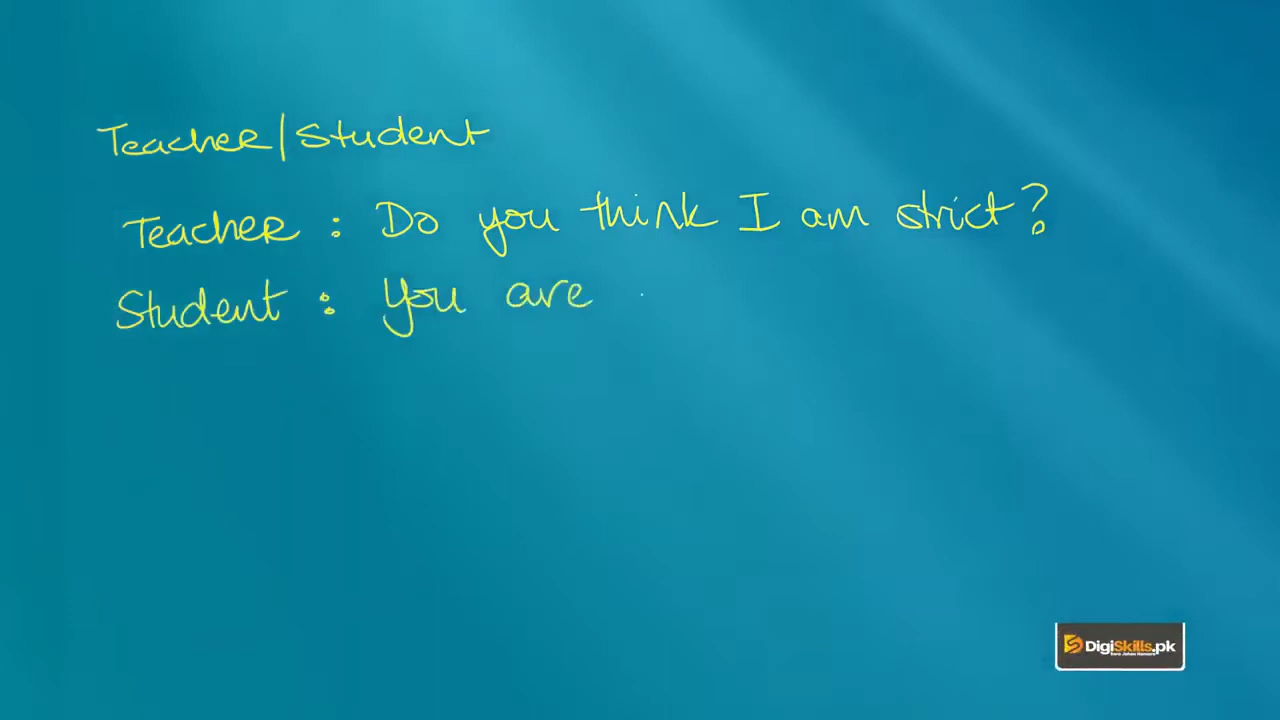 Teacher/Student
Teacher : Do you think I am strict?
Student : You are
DigiSkills.pk